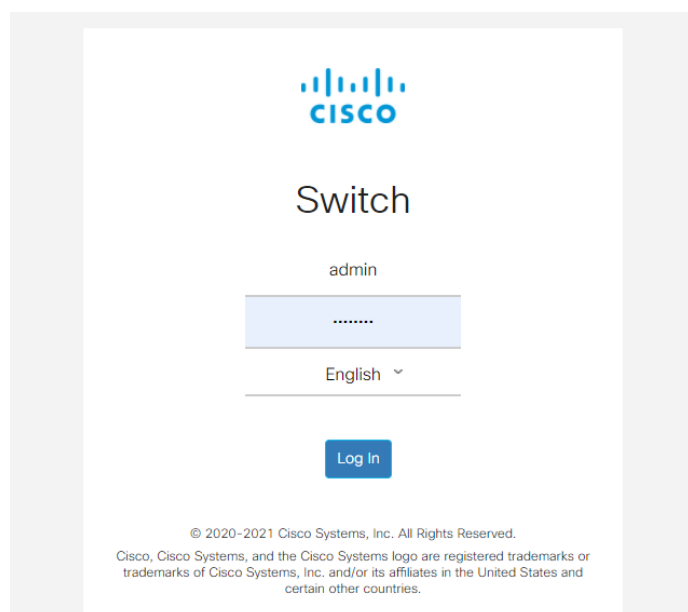 CISCO
Switch
admin
........
English
Log In
© 2020-2021 Cisco Systems, Inc. All Rights Reserved.
Cisco, Cisco Systems, and the Cisco Systems logo are registered trademarks or
trademarks of Cisco Systems, Inc. and/or its affiliates in the United States and
certain other countries.